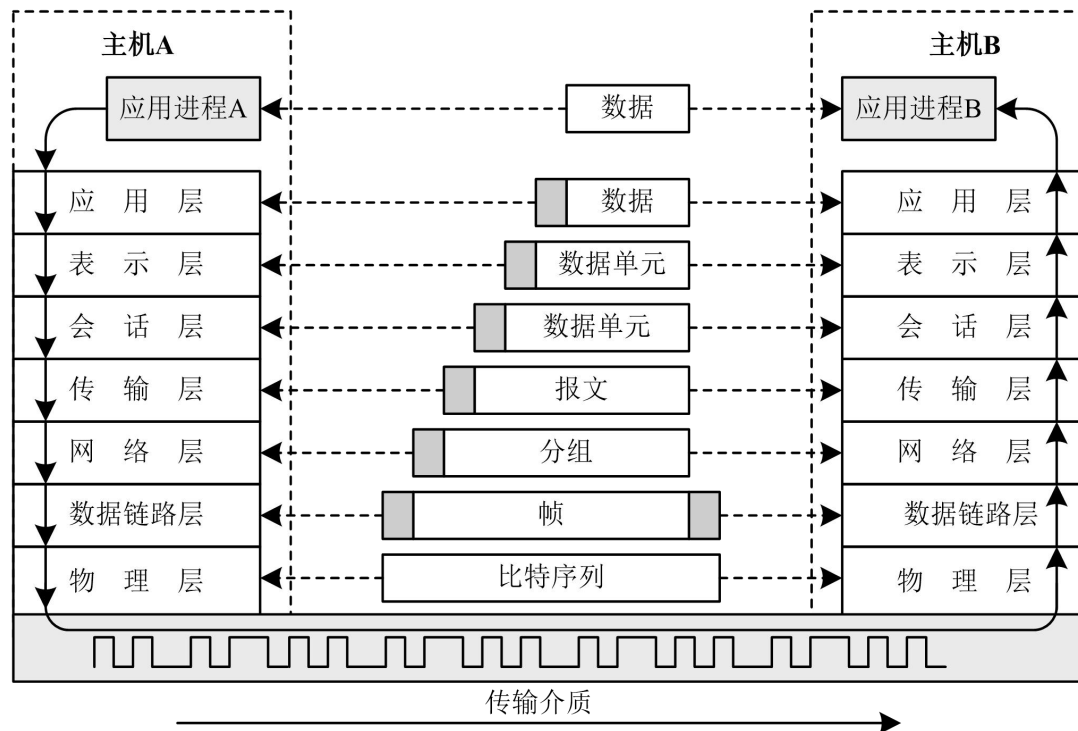 主机A 主机B
应用进程A 数据 应用进程B
应用层 数据 应用层
表示层 数据单元 表示层
会话层 数据单元 会话层
传输层 报文 传输层
网络层 分组 网络层
数据链路层 帧 数据链路层
物理层 比特序列 物理层
传输介质